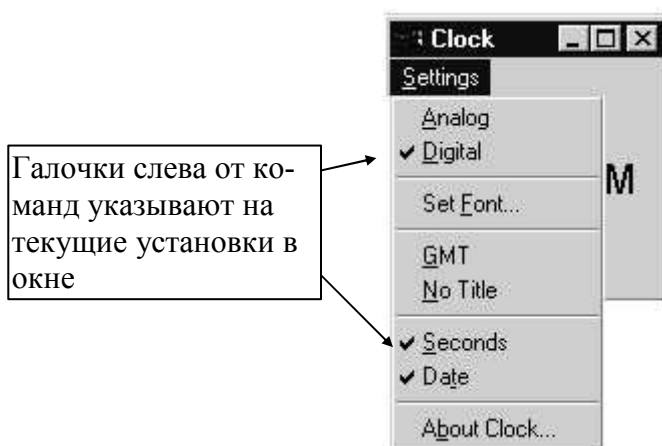 Clock
Settings
Analog
Digital
Set Font...
GMT
No Title
Seconds
Date
About Clock...
M
Галочки слева от ко-
манд указывают на
текущие установки в
окне